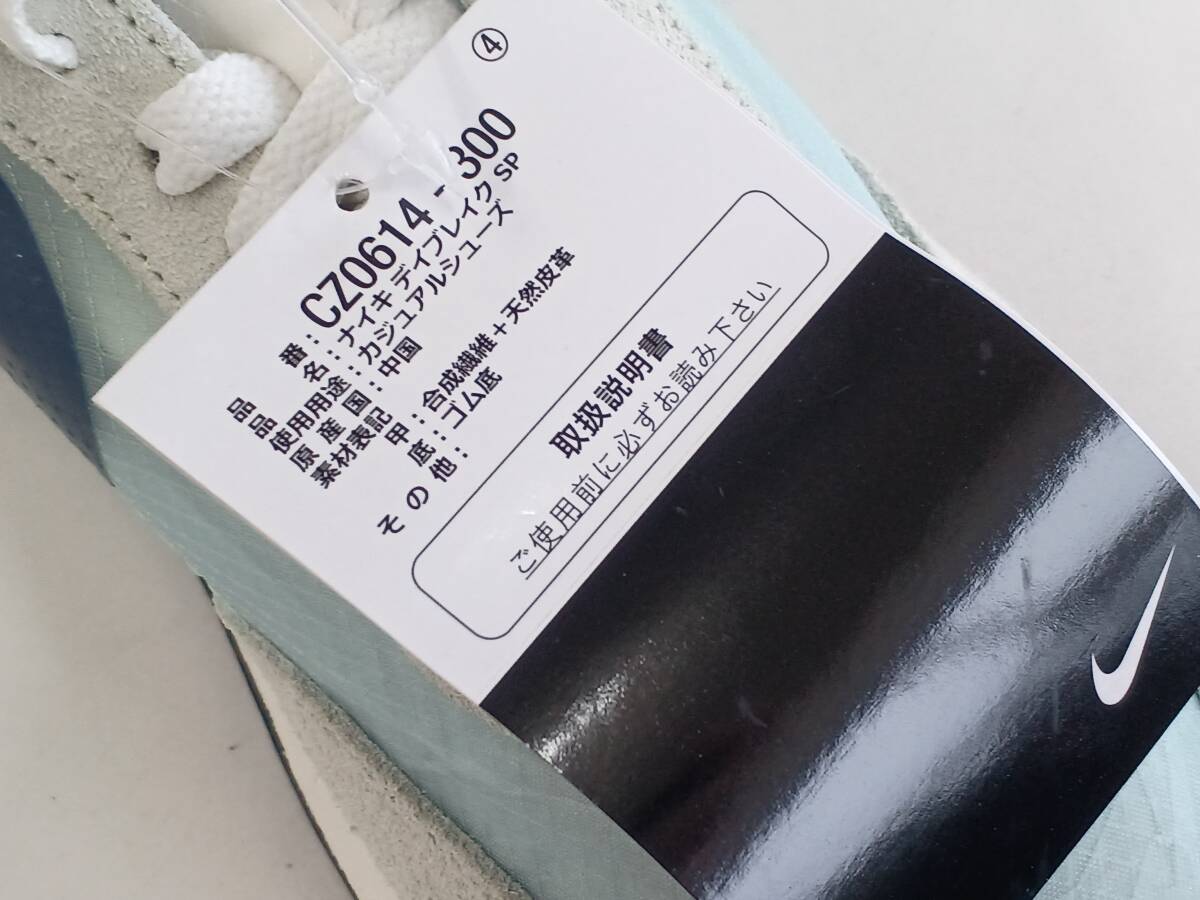 ④
品番：CZ0614-300
品名：ナイキ デイブレイク SP
使用用途：カジュアルシューズ
原産国：中国
素材表記 甲：合成繊維＋天然皮革
底：ゴム底
その他：
取扱説明書
ご使用前に必ずお読み下さい